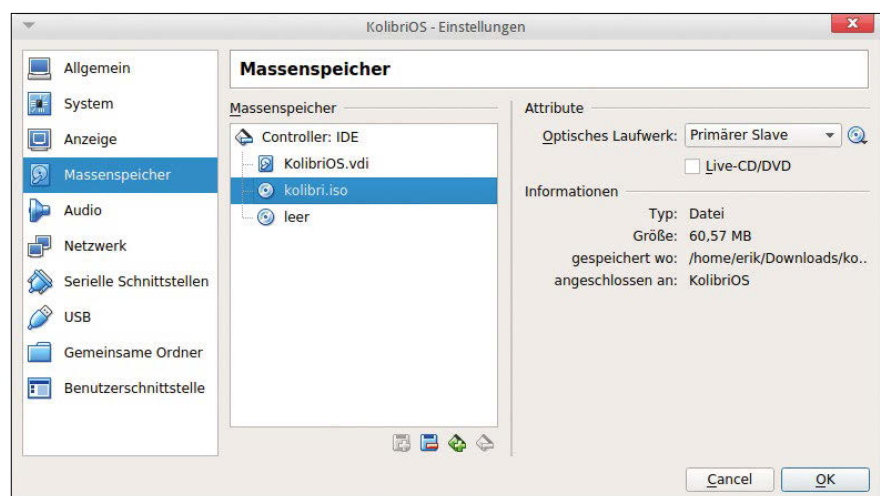 KolibriOS - Einstellungen
Allgemein
System
Anzeige
Massenspeicher
Audio
Netzwerk
Serielle Schnittstellen
USB
Gemeinsame Ordner
Benutzerschnittstelle
Massenspeicher
Massenspeicher
Controller: IDE
KolibriOS.vdi
kolibri.iso
leer
Attribute
Optisches Laufwerk: Primärer Slave
Live-CD/DVD
Informationen
Typ: Datei
Größe: 60,57 MB
gespeichert wo: /home/erik/Downloads/ko..
angeschlossen an: KolibriOS
Cancel OK